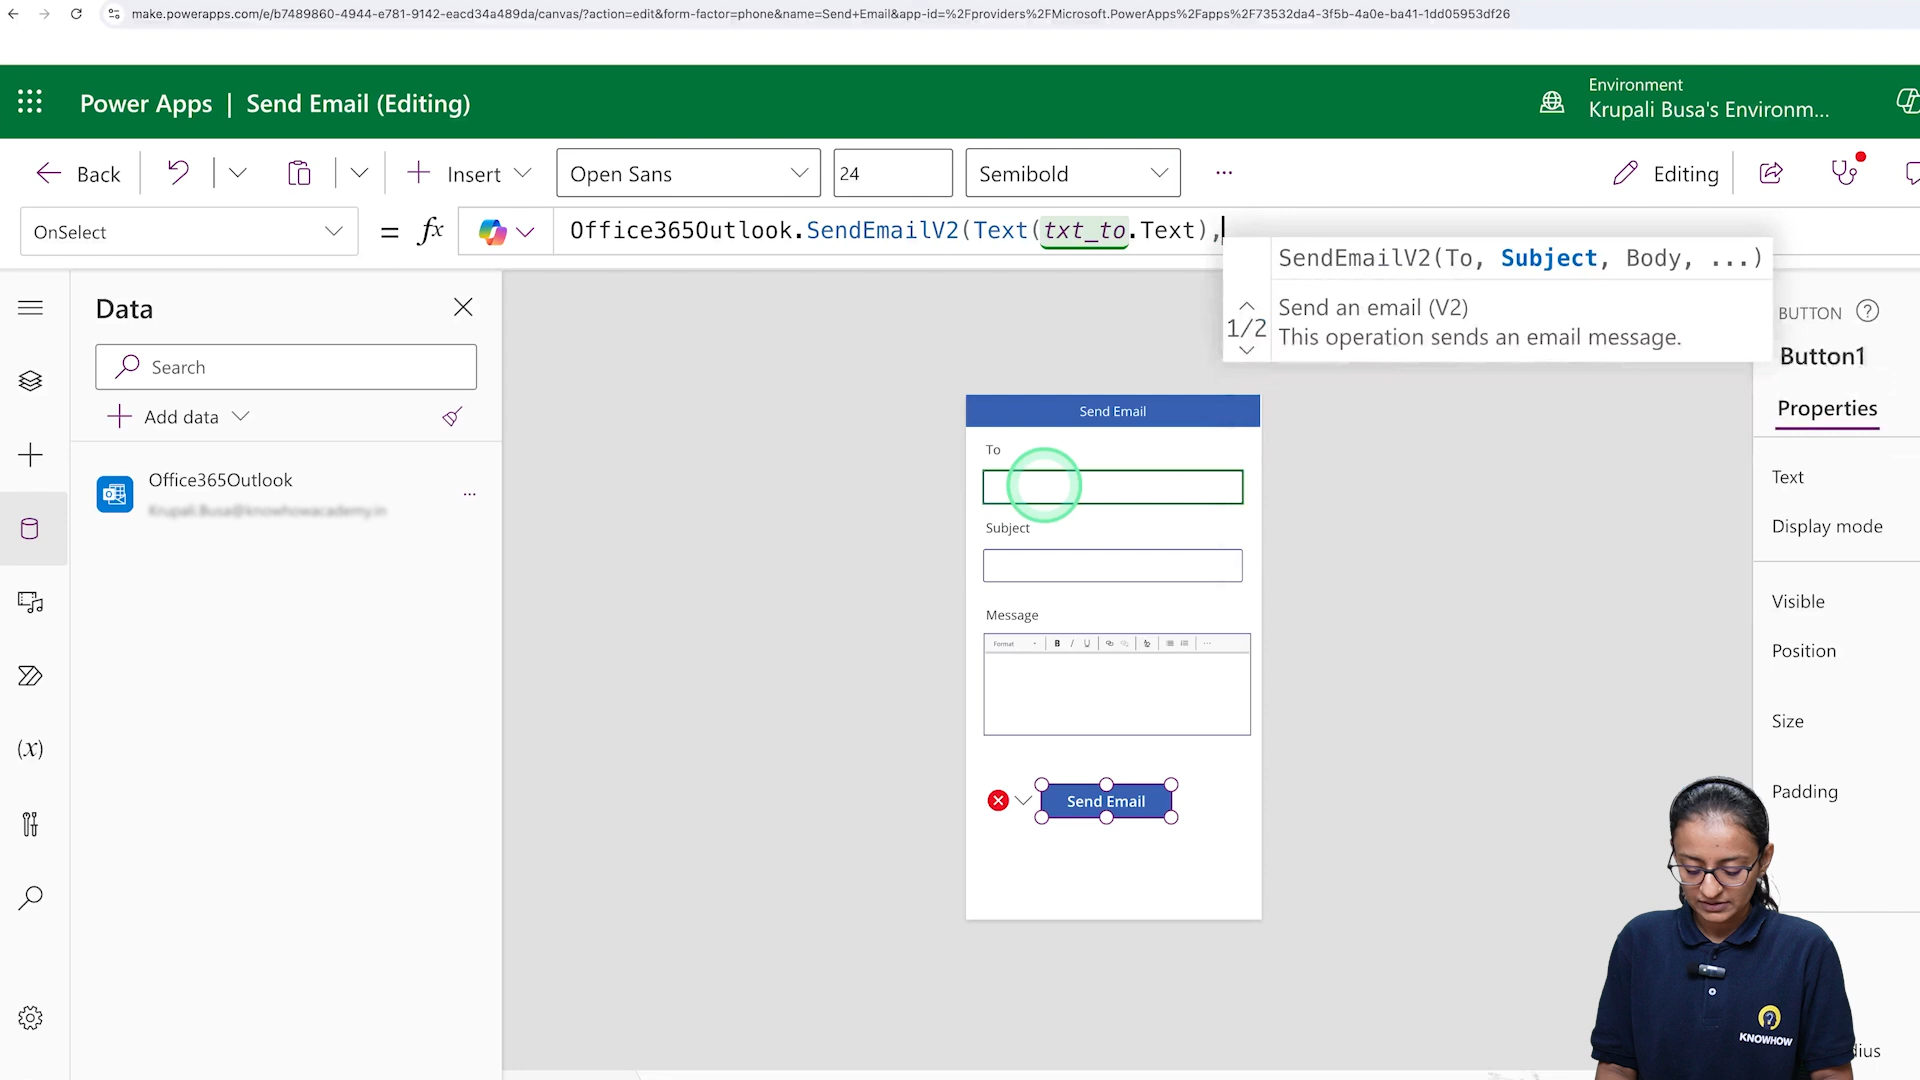 make.powerapps.com/e/b7489860-4944-e781-9142-eacd34a489da/canvas/?action=edit&form-factor=phone&name=Send+Email&app-id=%2Fproviders%2FMicrosoft.PowerApps%2Fapps%2F73532da4-3f5b-4a0e-ba41-1dd05953df26
Power Apps | Send Email (Editing)
Environment
Krupali Busa's Environm...
Back
Insert
Open Sans
24
Semibold
...
Editing
OnSelect
= fx
Office365Outlook.SendEmailV2(Text(txt_to.Text),
SendEmailV2(To, Subject, Body, ...)
1/2
Send an email (V2)
This operation sends an email message.
Data
Search
Add data
Office365Outlook
Krupali.Busa@knowhowacademy.in
...
(x)
Send Email
To
Subject
Message
Format
B I U
...
Send Email
BUTTON
?
Button1
Properties
Text
Display mode
Visible
Position
Size
Padding
KNOWHOW
dius